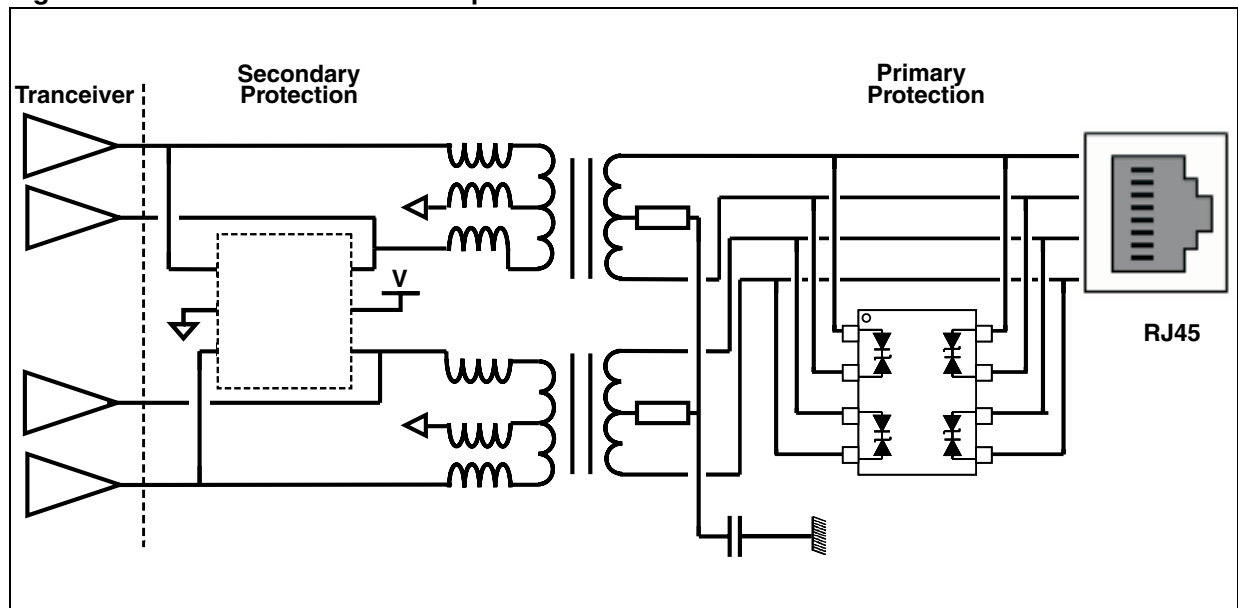 Tranceiver
Secondary
Protection
Primary
Protection
V
RJ45